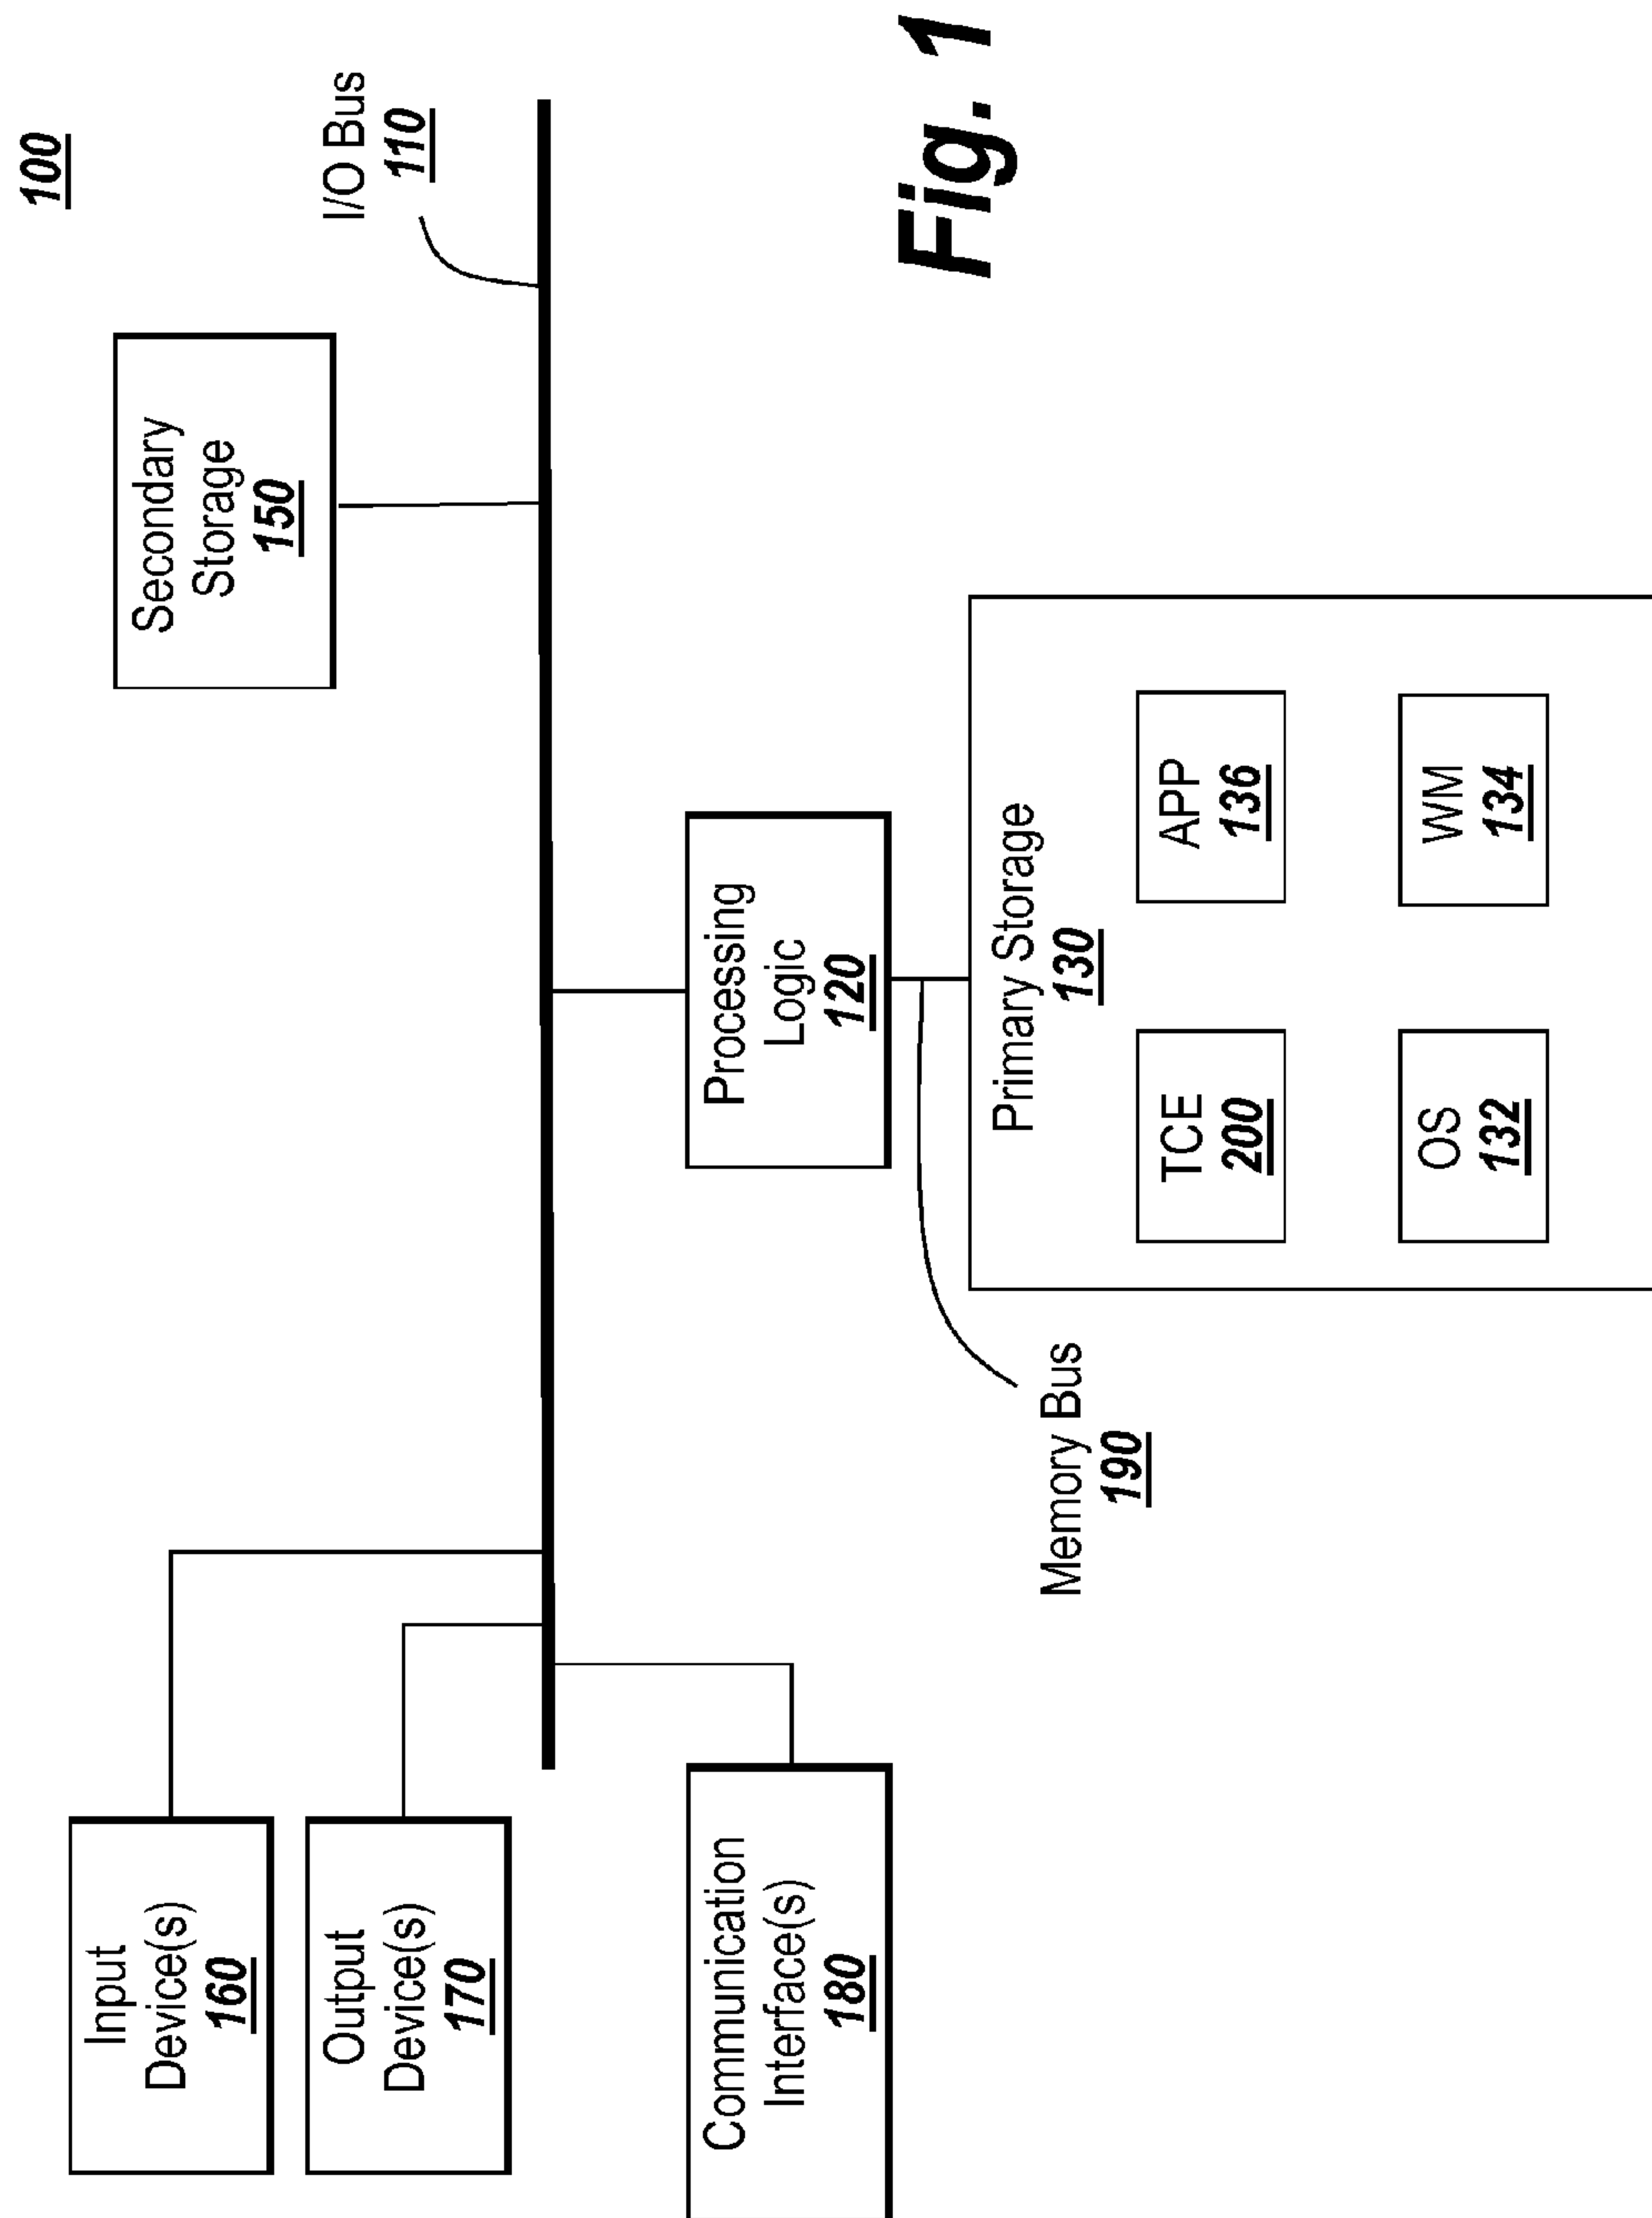 100
I/O Bus
110
Secondary
Storage
150
Input
Device(s)
160
Output
Device(s)
170
Processing
Logic
120
Communication
Interface(s)
180
Memory Bus
190
Primary Storage
130
TCE
200
APP
136
OS
132
WM
134
Fig. 1